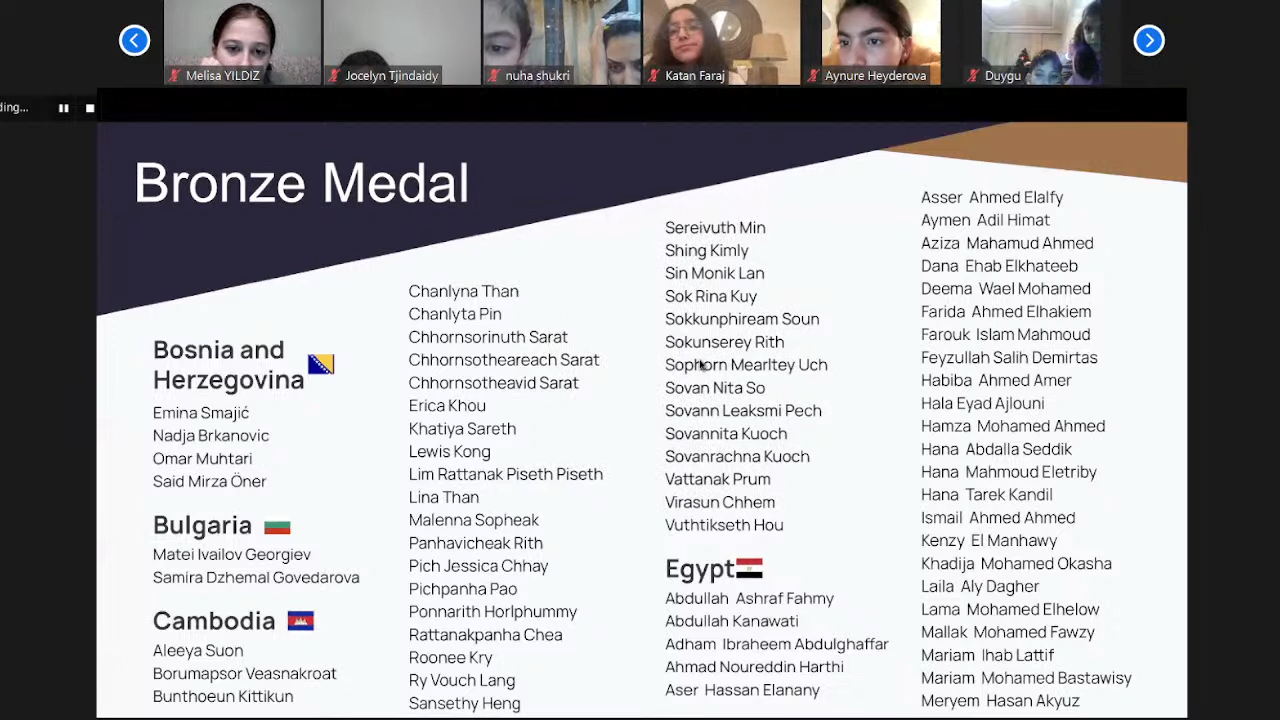 Melisa YILDIZ
Jocelyn Tjindaidy
nuha shukri
Katan Faraj
Aynure Heyderova
Duygu
ding...
Bronze Medal
Bosnia and
Herzegovina
Emina Smajić
Nadja Brkanovic
Omar Muhtari
Said Mirza Öner
Bulgaria
Matei Ivailov Georgiev
Samira Dzhemal Govedarova
Cambodia
Aleeya Suon
Borumapsor Veasnakroat
Bunthoeun Kittikun
Chanlyna Than
Chanlyta Pin
Chhornsorinuth Sarat
Chhornsotheareach Sarat
Chhornsotheavid Sarat
Erica Khou
Khatiya Sareth
Lewis Kong
Lim Rattanak Piseth Piseth
Lina Than
Malenna Sopheak
Panhavicheak Rith
Pich Jessica Chhay
Pichpanha Pao
Ponnarith Horlphummy
Rattanakpanha Chea
Roonee Kry
Ry Vouch Lang
Sansethy Heng
Sereivuth Min
Shing Kimly
Sin Monik Lan
Sok Rina Kuy
Sokkunphiream Soun
Sokunserey Rith
Sophorn Mearltey Uch
Sovan Nita So
Sovann Leaksmi Pech
Sovannita Kuoch
Sovanrachna Kuoch
Vattanak Prum
Virasun Chhem
Vuthtikseth Hou
Egypt
Abdullah Ashraf Fahmy
Abdullah Kanawati
Adham Ibraheem Abdulghaffar
Ahmad Noureddin Harthi
Aser Hassan Elanany
Asser Ahmed Elalfy
Aymen Adil Himat
Aziza Mahamud Ahmed
Dana Ehab Elkhateeb
Deema Wael Mohamed
Farida Ahmed Elhakiem
Farouk Islam Mahmoud
Feyzullah Salih Demirtas
Habiba Ahmed Amer
Hala Eyad Ajlouni
Hamza Mohamed Ahmed
Hana Abdalla Seddik
Hana Mahmoud Eletriby
Hana Tarek Kandil
Ismail Ahmed Ahmed
Kenzy El Manhawy
Khadija Mohamed Okasha
Laila Aly Dagher
Lama Mohamed Elhelow
Mallak Mohamed Fawzy
Mariam Ihab Lattif
Mariam Mohamed Bastawisy
Meryem Hasan Akyuz